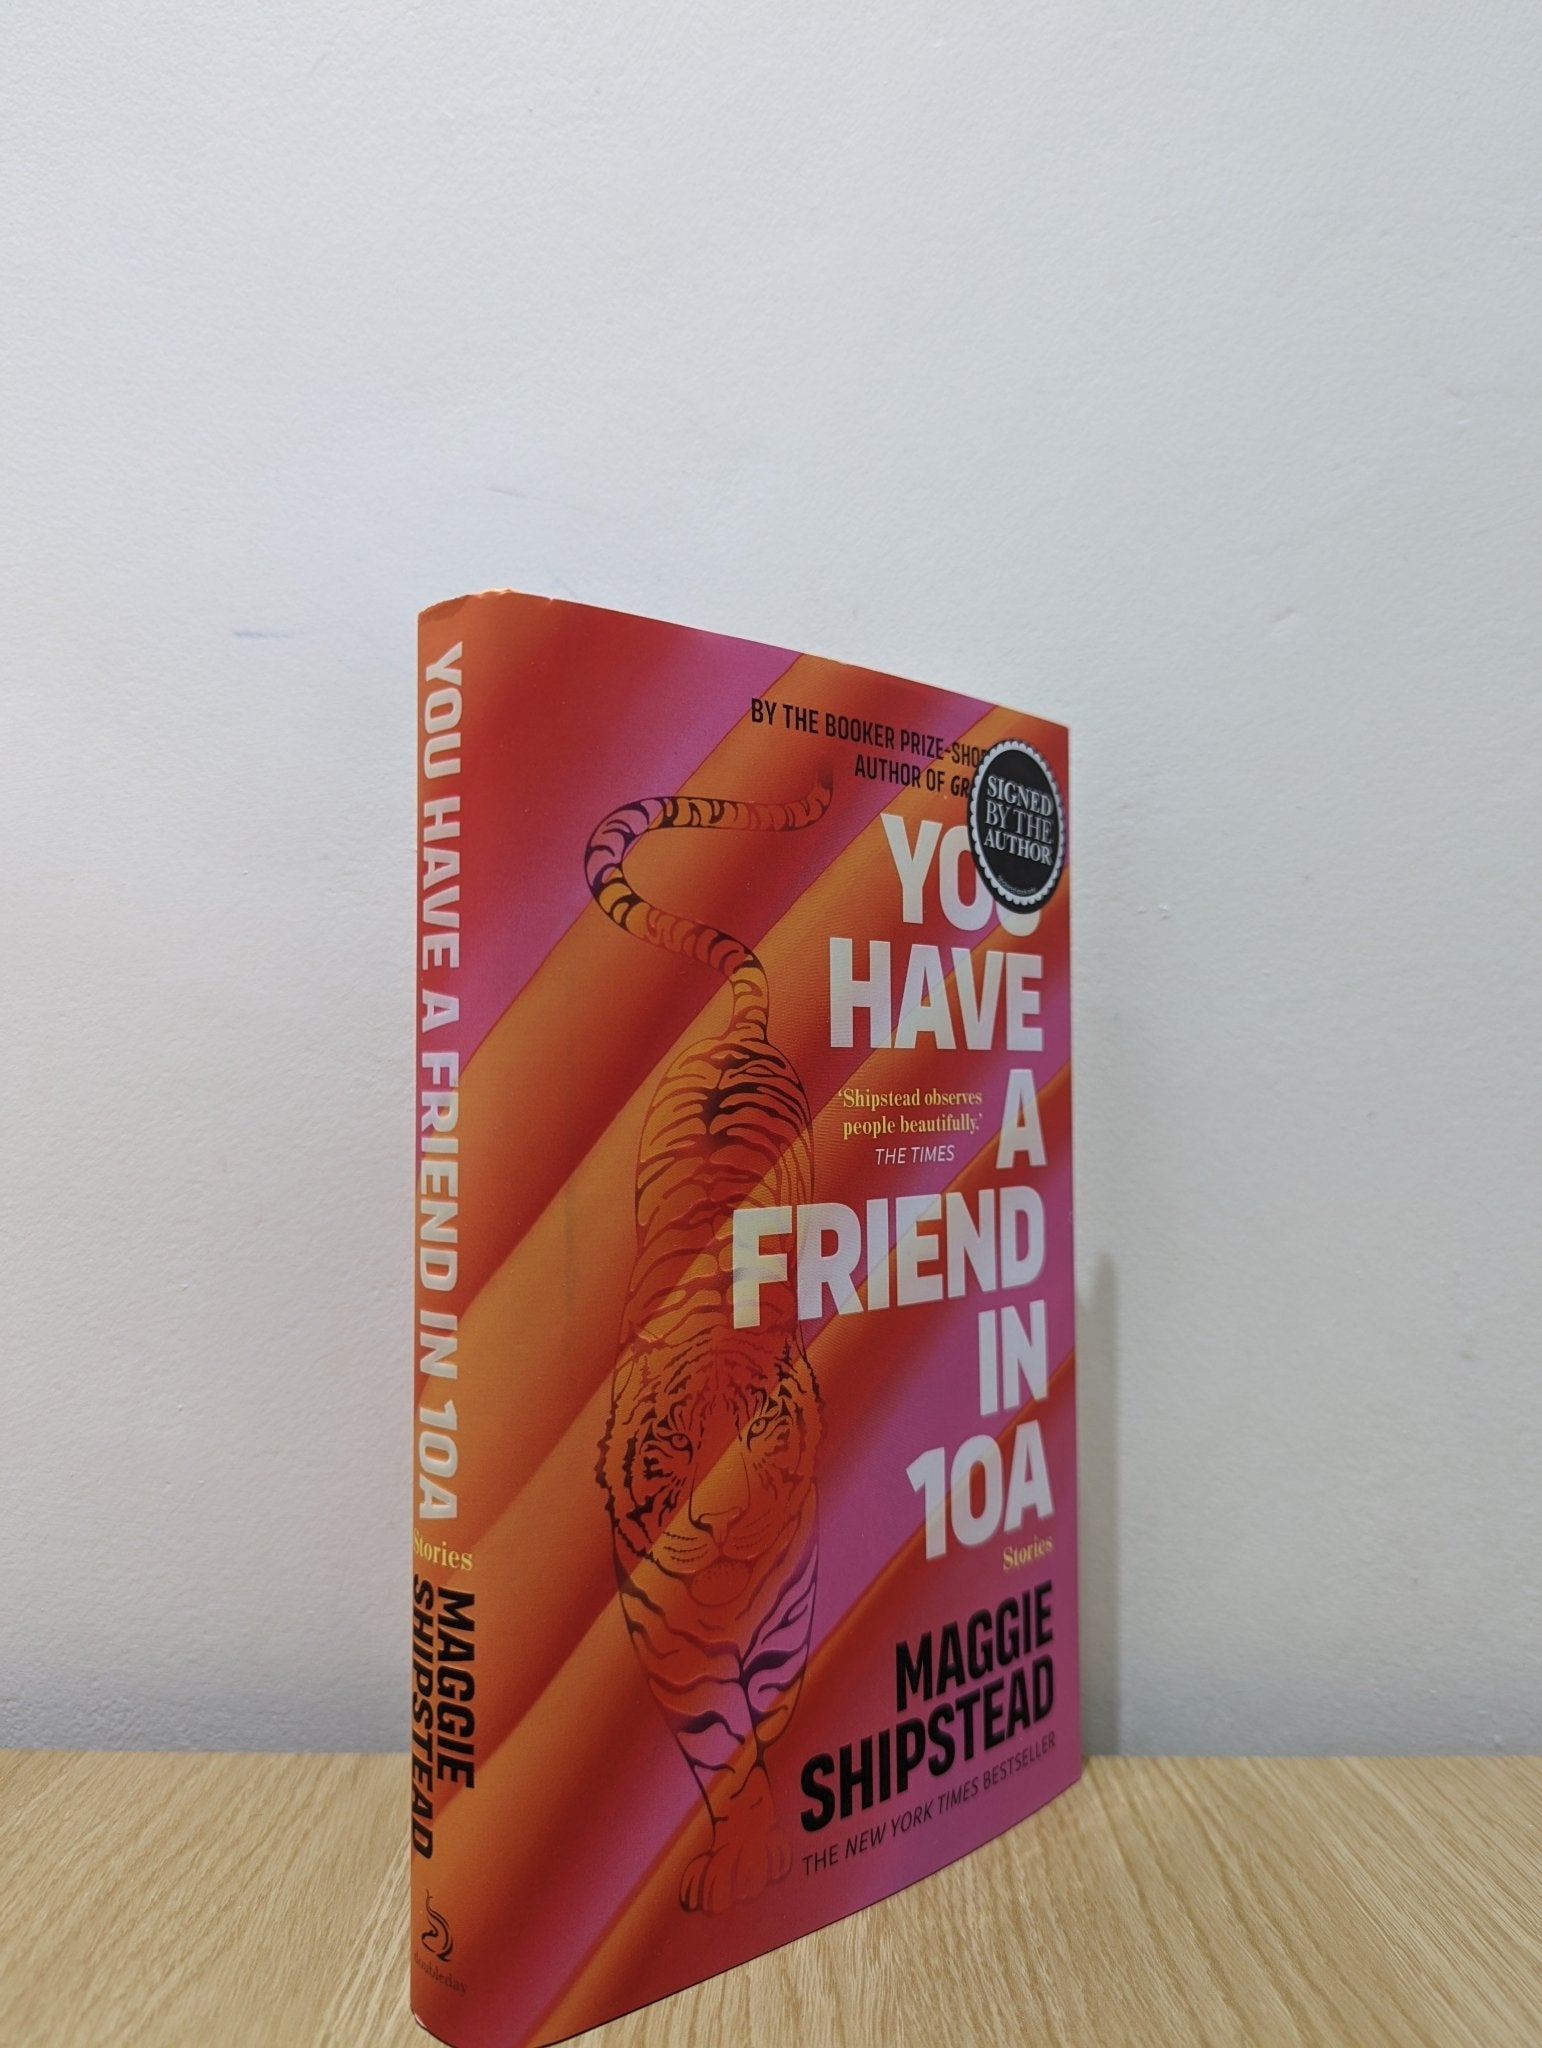 YOU HAVE A FRIEND IN 10A
Stories
MAGGIE
SHIPSTEAD
doubleday
BY THE BOOKER PRIZE-
AUTHOR OF
SIGNED
BY THE
AUTHOR
YOU
HAVE
A
‘Shipstead observes
people beautifully.’
THE TIMES
FRIEND
IN
10A
Stories
MAGGIE
SHIPSTEAD
THE NEW YORK TIMES BESTSELLER